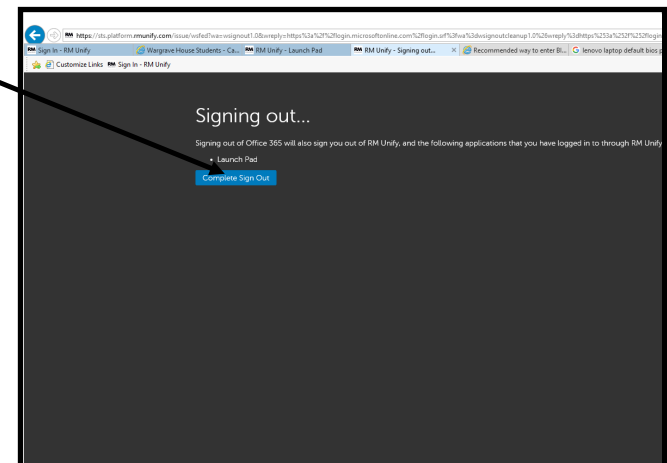 https://sts.platform.rmunify.com/issue/wsfed?wa=wsignout1.0&wreply=https%3a%2f%2flogin.microsoftonline.com%2flogin.srf%3fwa%3dwsignoutcleanup1.0%26wreply%3dhttps%253a%252f%252flogin
RM Sign In - RM Unify
Wargrave House Students - Ca...
RM RM Unify - Launch Pad
RM RM Unify - Signing out...
Recommended way to enter BI...
G lenovo laptop default bios p
Customize Links RM Sign In - RM Unify
Signing out...
Signing out of Office 365 will also sign you out of RM Unify, and the following applications that you have logged in to through RM Unify
• Launch Pad
Complete Sign Out